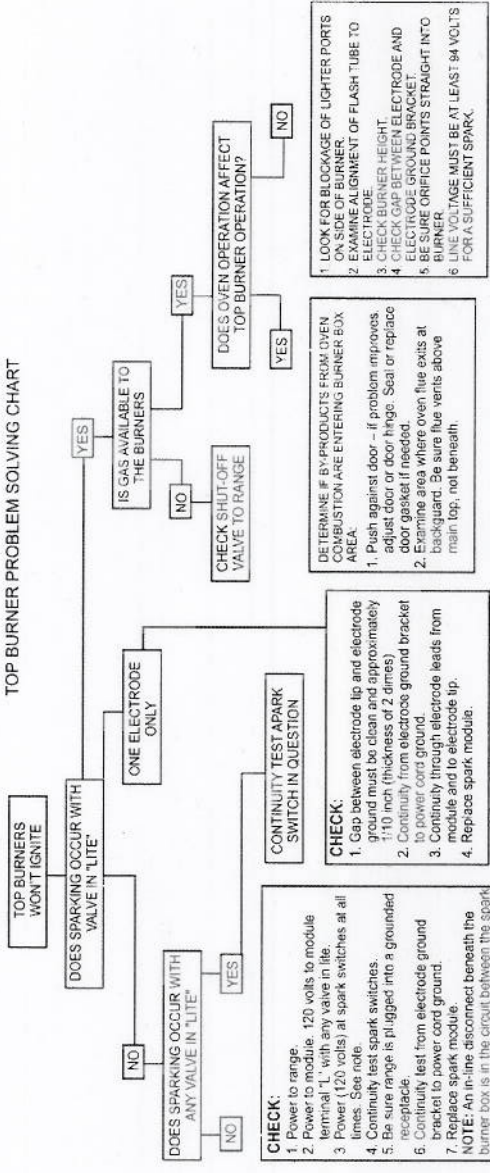 TOP BURNER PROBLEM SOLVING CHART
TOP BURNERS
WON'T IGNITE
DOES SPARKING OCCUR WITH
VALVE IN "LITE"
NO
YES
ONE ELECTRODE
ONLY
DOES SPARKING OCCUR WITH
ANY VALVE IN "LITE"
NO
YES
CONTINUITY TEST APARK
SWITCH IN QUESTION
IS GAS AVAILABLE TO
THE BURNERS
NO
YES
CHECK SHUT-OFF
VALVE TO RANGE
DOES OVEN OPERATION AFFECT
TOP BURNER OPERATION?
YES
NO
CHECK:
1. Power to range.
2. Power to module. 120 volts to module
terminal "L" with any valve in lite.
3 Power (120 volts) at spark switches at all
times. See note.
4. Continuity test spark switches.
5. Be sure range is plugged into a grounded
receptacle.
6. Continuity test from electrode ground
bracket to power cord ground.
7. Replace spark module.
NOTE: An in-line disconnect beneath the
burner box is in the circuit between the spark
CHECK:
1. Gap between electrode tip and electrode
ground must be clean and approximately
1/10 inch (thickness of 2 dimes)
2. Continuity from electrode ground bracket
to power cord ground.
3. Continuity through electrode leads from
module and to electrode tip.
4. Replace spark module.
DETERMINE IF BY-PRODUCTS FROM OVEN
COMBUSTION ARE ENTERING BURNER BOX
AREA:
1. Push against door – if problem improves,
adjust door or door hinge. Seal or replace
door gasket if needed.
2. Examine area where oven flue exits at
backguard. Be sure flue vents above
main top, not beneath.
1 LOOK FOR BLOCKAGE OF LIGHTER PORTS
ON SIDE OF BURNER.
2. EXAMINE ALIGNMENT OF FLASH TUBE TO
ELECTRODE.
3. CHECK BURNER HEIGHT.
4 CHECK GAP BETWEEN ELECTRODE AND
ELECTRODE GROUND BRACKET.
5. BE SURE ORIFICE POINTS STRAIGHT INTO
BURNER.
6 LINE VOLTAGE MUST BE AT LEAST 94 VOLTS
FOR A SUFFICIENT SPARK.